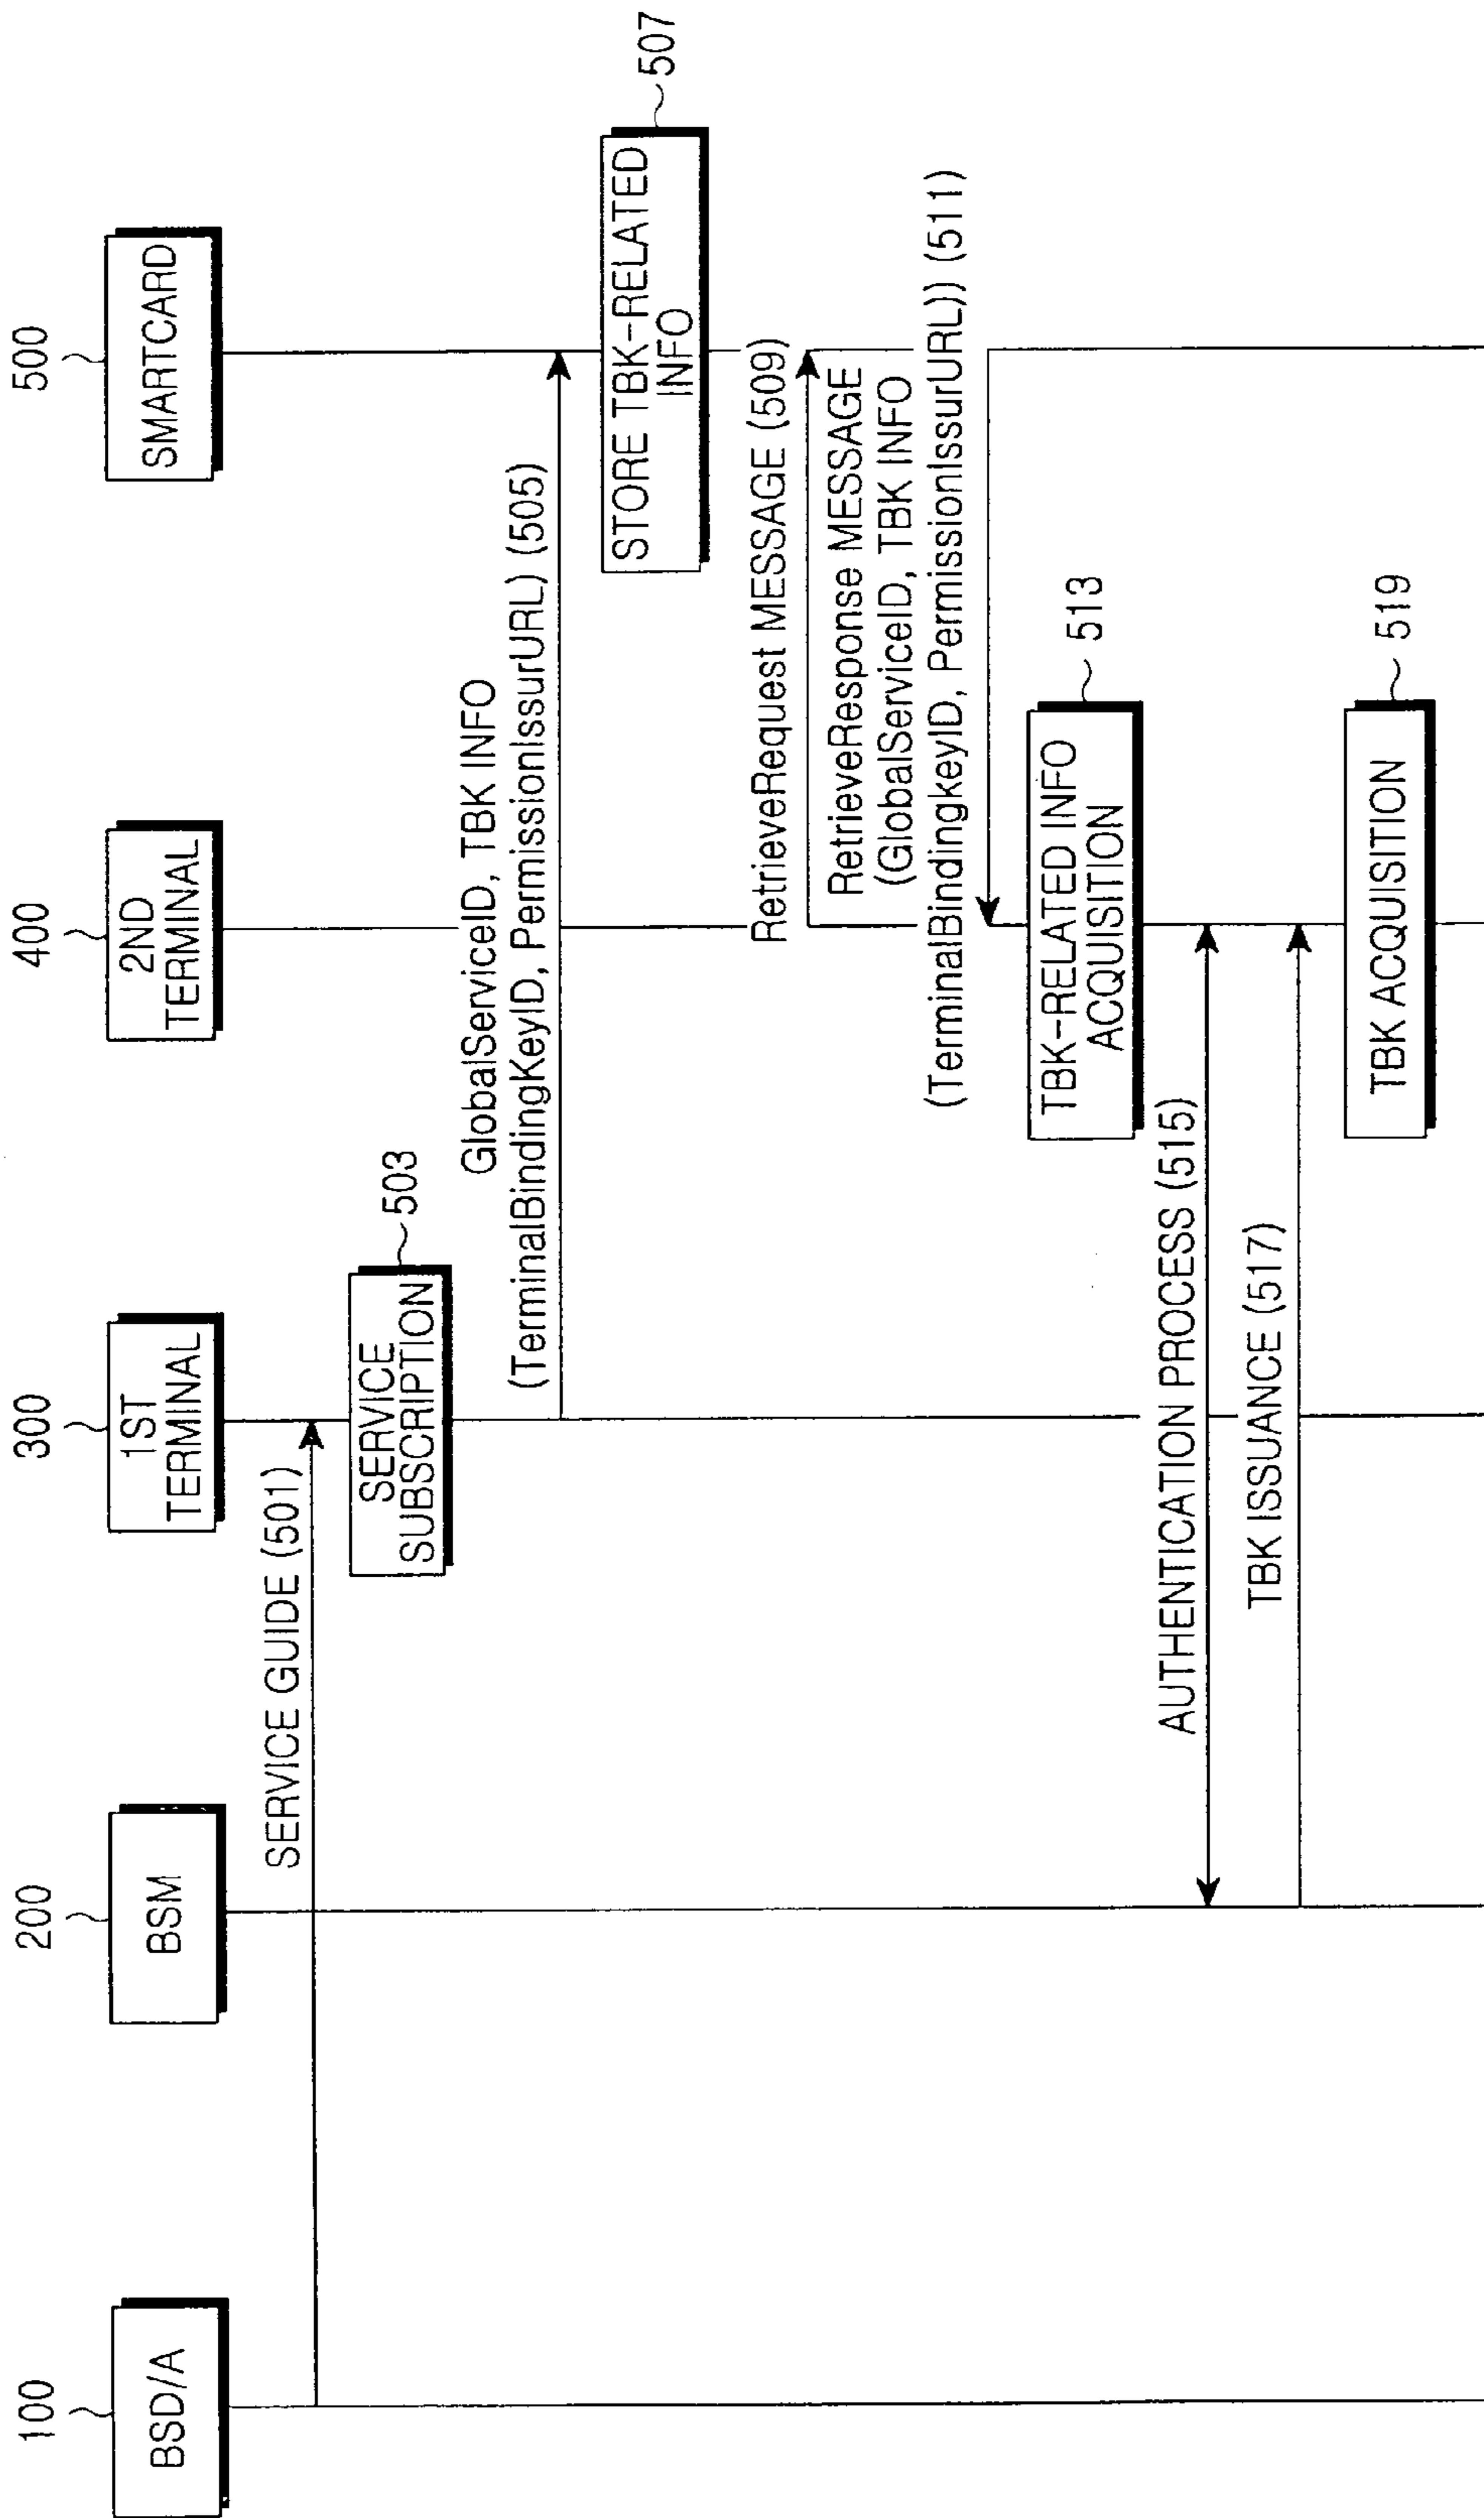 100
BSD/A
200
BSM
300
1ST
TERMINAL
400
2ND
TERMINAL
500
SMARTCARD
SERVICE GUIDE (501)
SERVICE
SUBSCRIPTION
503
GlobalServiceID, TBK INFO
(TerminalBindingKeyID, PermissionIssurURL) (505)
STORE TBK-RELATED
INFO
507
RetrieveRequest MESSAGE (509)
RetrieveResponse MESSAGE
(GlobalServiceID, TBK INFO
(TerminalBindingkeyID, PermissionIssurURL)) (511)
TBK-RELATED INFO
ACQUISITION
513
AUTHENTICATION PROCESS (515)
TBK ISSUANCE (517)
TBK ACQUISITION
519